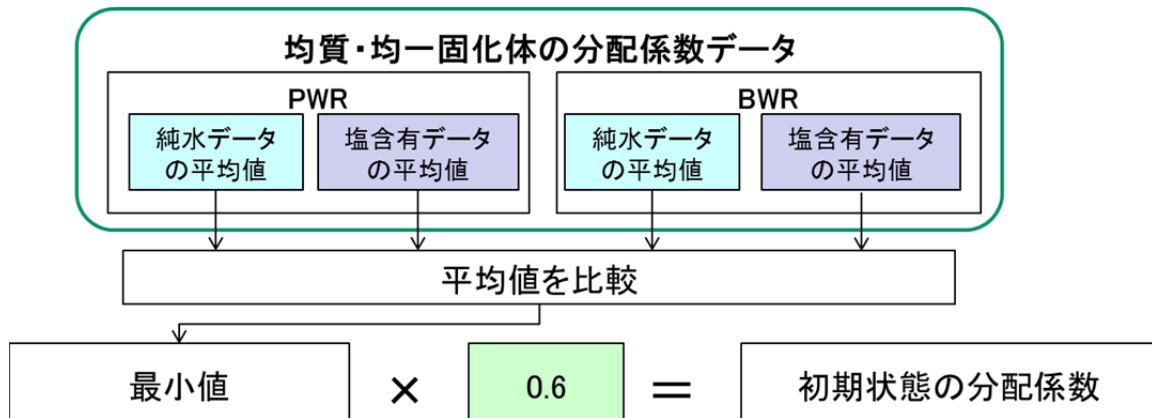 均質・均一固化体の分配係数データ
PWR
純水データ
の平均値
塩含有データ
の平均値
BWR
純水データ
の平均値
塩含有データ
の平均値
平均値を比較
最小値 × 0.6 = 初期状態の分配係数